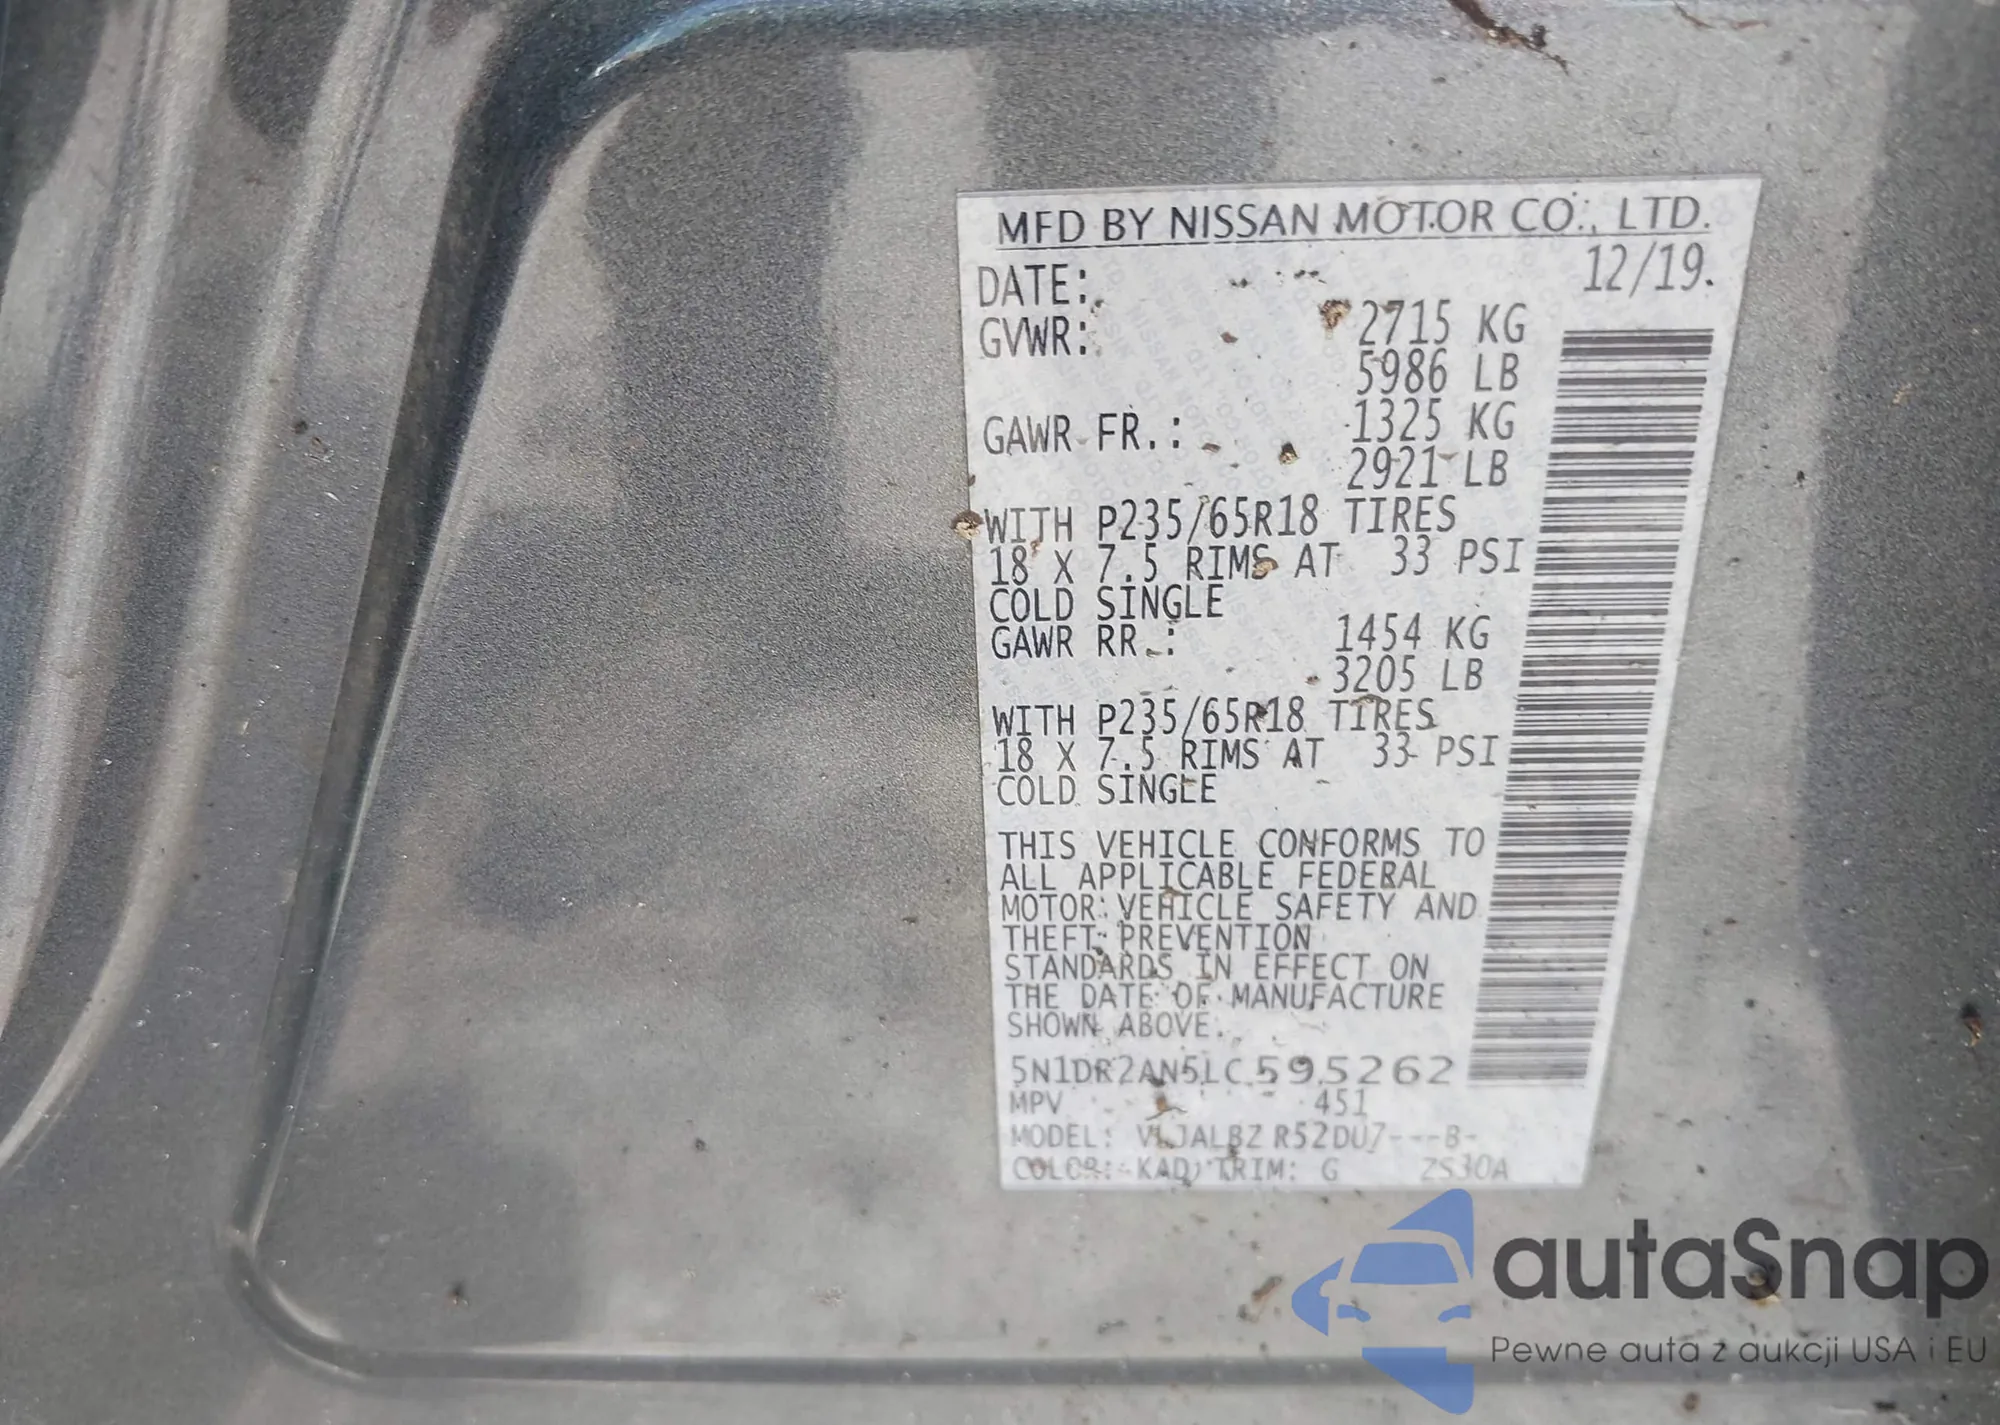 MFD BY NISSAN MOTOR CO., LTD.
DATE: 12/19
GVWR: 2715 KG
5986 LB
GAWR FR.: 1325 KG
2921 LB
WITH P235/65R18 TIRES
18 X 7.5 RIMS AT 33 PSI
COLD SINGLE
GAWR RR.: 1454 KG
3205 LB
WITH P235/65R18 TIRES
18 X 7.5 RIMS AT 33 PSI
COLD SINGLE
THIS VEHICLE CONFORMS TO
ALL APPLICABLE FEDERAL
MOTOR VEHICLE SAFETY AND
THEFT PREVENTION
STANDARDS IN EFFECT ON
THE DATE OF MANUFACTURE
SHOWN ABOVE.
5N1DR2AN5LC595262
MPV 451
MODEL: R52DU7---B-
COLOR: KAD TRIM: G
autaSnap
Pewne auta z aukcji USA i EU